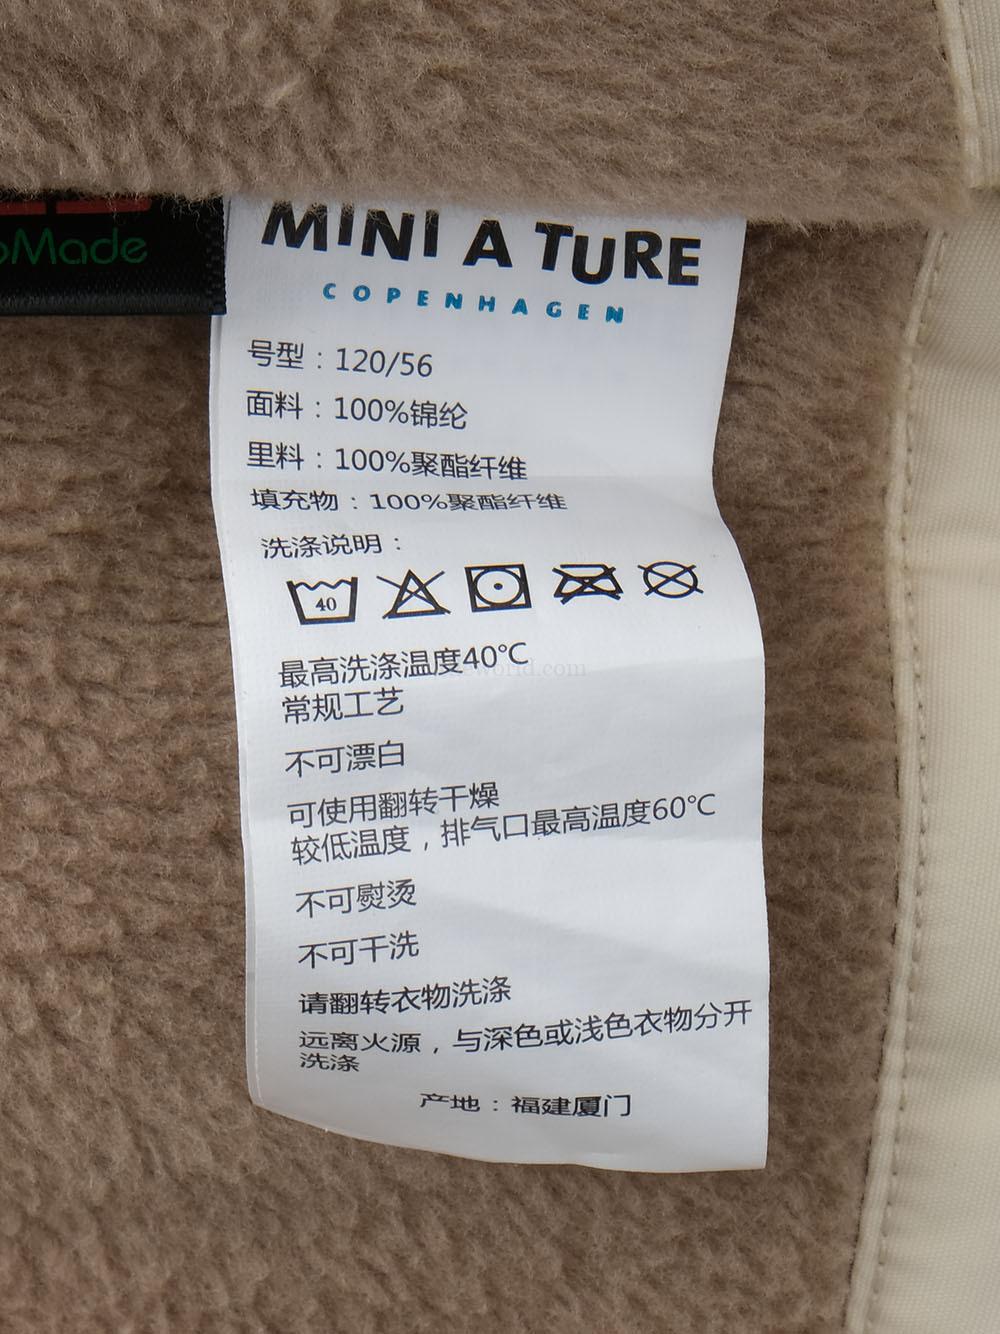 MINI A TURE
COPENHAGEN
oMade
号型：120/56
面料：100%锦纶
里料：100%聚酯纤维
填充物：100%聚酯纤维
洗涤说明：
40
最高洗涤温度40℃
常规工艺
不可漂白
可使用翻转干燥
较低温度，排气口最高温度60℃
不可熨烫
不可干洗
请翻转衣物洗涤
远离火源，与深色或浅色衣物分开
洗涤
产地：福建厦门